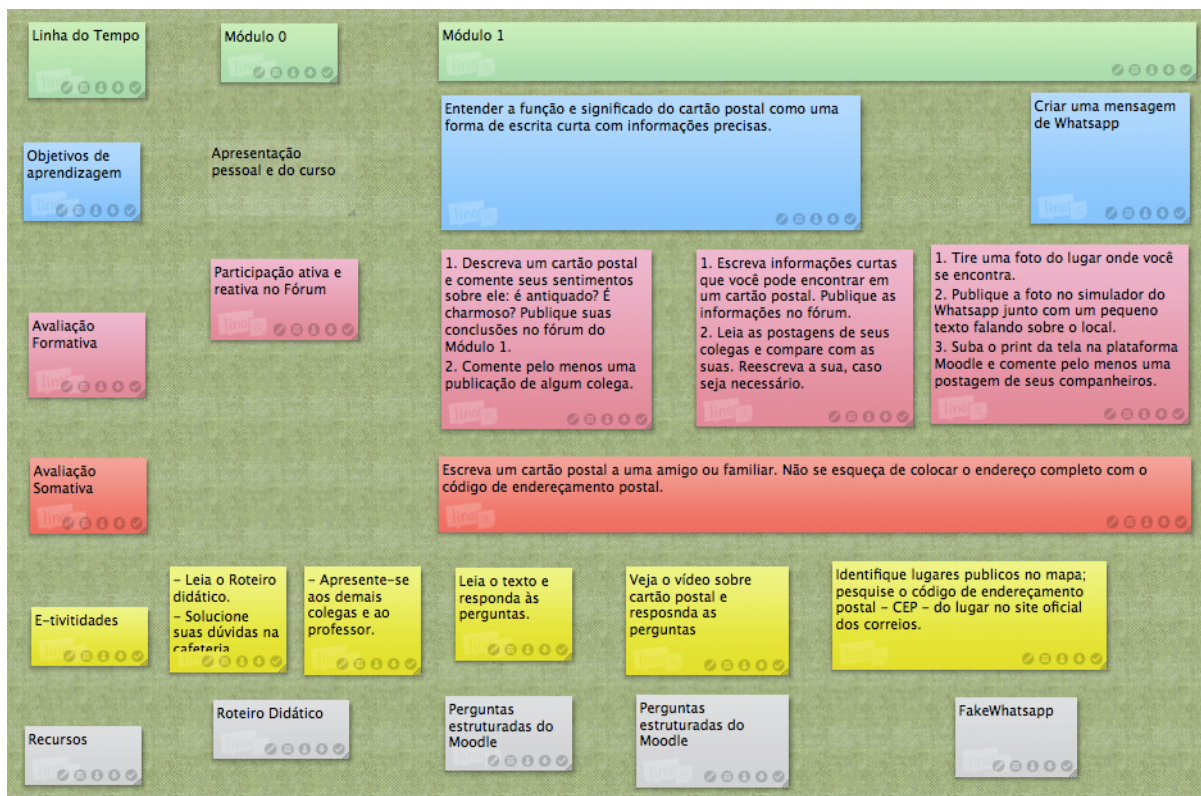 Linha do Tempo
Módulo 0
Módulo 1
Objetivos de
aprendizagem
Apresentação
pessoal e do curso
Entender a função e significado do cartão postal como uma
forma de escrita curta com informações precisas.
Criar uma mensagem
de Whatsapp
Avaliação
Formativa
Participação ativa e
reativa no Fórum
1. Descreva um cartão postal
e comente seus sentimentos
sobre ele: é antiquado? É
charmoso? Publique suas
conclusões no fórum do
Módulo 1.
2. Comente pelo menos uma
publicação de algum colega.
1. Escreva informações curtas
que você pode encontrar em
um cartão postal. Publique as
informações no fórum.
2. Leia as postagens de seus
colegas e compare com as
suas. Reescreva a sua, caso
seja necessário.
1. Tire uma foto do lugar onde você
se encontra.
2. Publique a foto no simulador do
Whatsapp junto com um pequeno
texto falando sobre o local.
3. Suba o print da tela na plataforma
Moodle e comente pelo menos uma
postagem de seus companheiros.
Avaliação
Somativa
Escreva um cartão postal a uma amigo ou familiar. Não se esqueça de colocar o endereço completo com o
código de endereçamento postal.
E-tivitidades
- Leia o Roteiro
didático.
- Solucione
suas dúvidas na
cafeteria
- Apresente-se
aos demais
colegas e ao
professor.
Leia o texto e
responda às
perguntas.
Veja o vídeo sobre
cartão postal e
resposnda as
perguntas
Identifique lugares publicos no mapa;
pesquise o código de endereçamento
postal - CEP - do lugar no site oficial
dos correios.
Recursos
Roteiro Didático
Perguntas
estruturadas do
Moodle
Perguntas
estruturadas do
Moodle
FakeWhatsapp